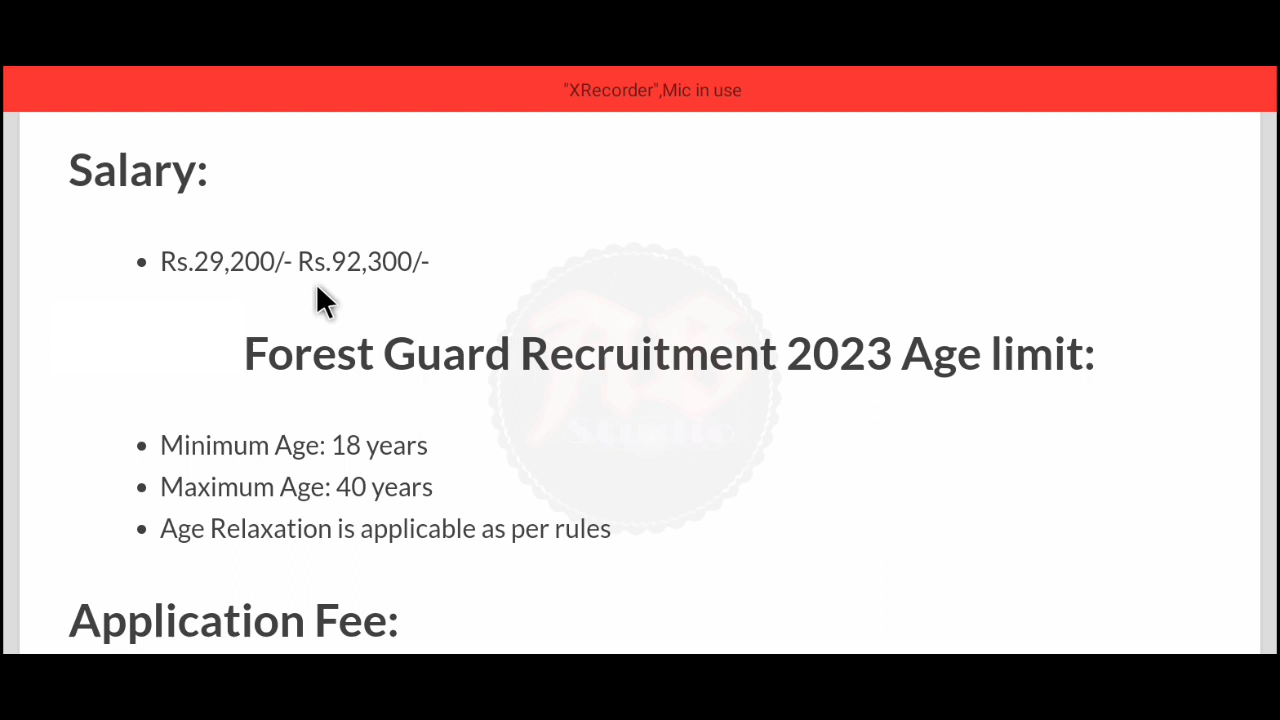 "XRecorder",Mic in use
Salary:
• Rs.29,200/- Rs.92,300/-
Forest Guard Recruitment 2023 Age limit:
• Minimum Age: 18 years
• Maximum Age: 40 years
• Age Relaxation is applicable as per rules
Studio
Application Fee: